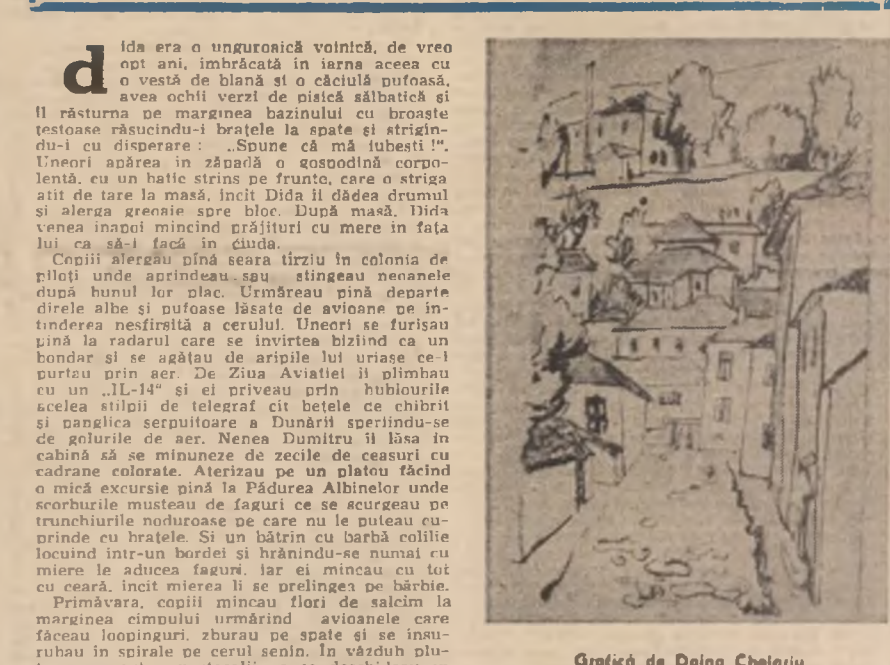 dida era o unguroaică voinică, de vreo
opt ani, îmbrăcată în iarna aceea cu
o vestă de blană și o căciulă pufoasă,
avea ochii verzi de pisică sălbatică și
îl răsturna pe marginea bazinului cu broaște
țestoase răsucindu-i brațele la spate și strigîn-
du-i cu disperare : „Spune că mă iubești !".
Uneori apărea în zăpadă o gospodină corpo-
lentă, cu un batic strîns pe frunte, care o striga
atît de tare la masă, încît Dida îi dădea drumul
și alerga greoaie spre bloc. După masă, Dida
venea înapoi mîncînd prăjituri cu mere în fața
lui ca să-i facă în ciuda.
Copiii alergau pînă seara tîrziu în colonia de
piloți unde aprindeau sau stingeau neoanele
după bunul lor plac. Urmăreau pînă departe
dîrele albe și pufoase lăsate de avioane pe în-
tinderea nesfîrșită a cerului. Uneori se furișau
pînă la radarul care se învîrtea bîzîind ca un
bondar și se agățau de aripile lui uriașe ce-i
purtau prin aer. De Ziua Aviației îi plimbau
cu un „IL-14" și ei priveau prin hublourile
acelea stîlpii de telegraf cît bețele de chibrit
și panglica șerpuitoare a Dunării speriindu-se
de golurile de aer. Nenea Dumitru îi lăsa în
cabină să se minuneze de zecile de ceasuri cu
cadrane colorate. Aterizau pe un platou făcînd
o mică excursie pînă la Pădurea Albinelor unde
scorburile musteau de faguri ce se scurgeau pe
trunchiurile noduroase pe care nu le puteau cu-
prinde cu brațele. Și un bătrîn cu barbă colilie
locuind într-un bordei și hrănindu-se numai cu
miere le aducea faguri, iar ei mîncau cu tot
cu ceară, încît mierea li se prelingea pe bărbie.
Primăvara, copiii mîncau flori de salcîm la
marginea cîmpului urmărind avioanele care
făceau loopinguri, zburau pe spate și se înșu-
rubau în spirale pe cerul senin. În văzduh plu-
Grafică de Doina Chelariu